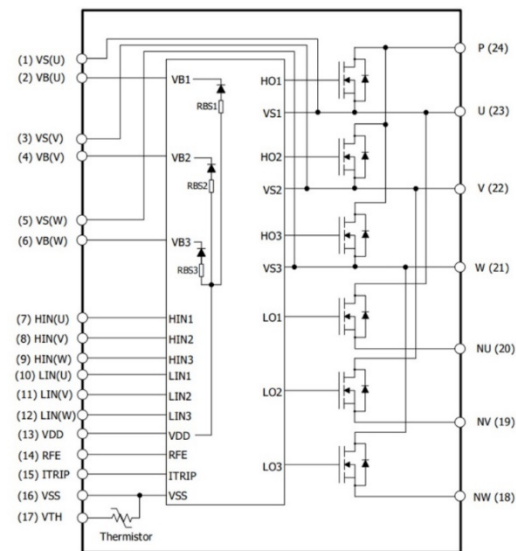 (1) VS(U)
(2) VB(U)
(3) VS(V)
(4) VB(V)
(5) VS(W)
(6) VB(W)
(7) HIN(U)
(8) HIN(V)
(9) HIN(W)
(10) LIN(U)
(11) LIN(V)
(12) LIN(W)
(13) VDD
(14) RFE
(15) ITRIP
(16) VSS
(17) VTH
Thermistor
VB1
RBS1
VB2
RBS2
VB3
RBS3
HIN1
HIN2
HIN3
LIN1
LIN2
LIN3
VDD
RFE
ITRIP
VSS
HO1
VS1
HO2
VS2
HO3
VS3
LO1
LO2
LO3
P (24)
U (23)
V (22)
W (21)
NU (20)
NV (19)
NW (18)